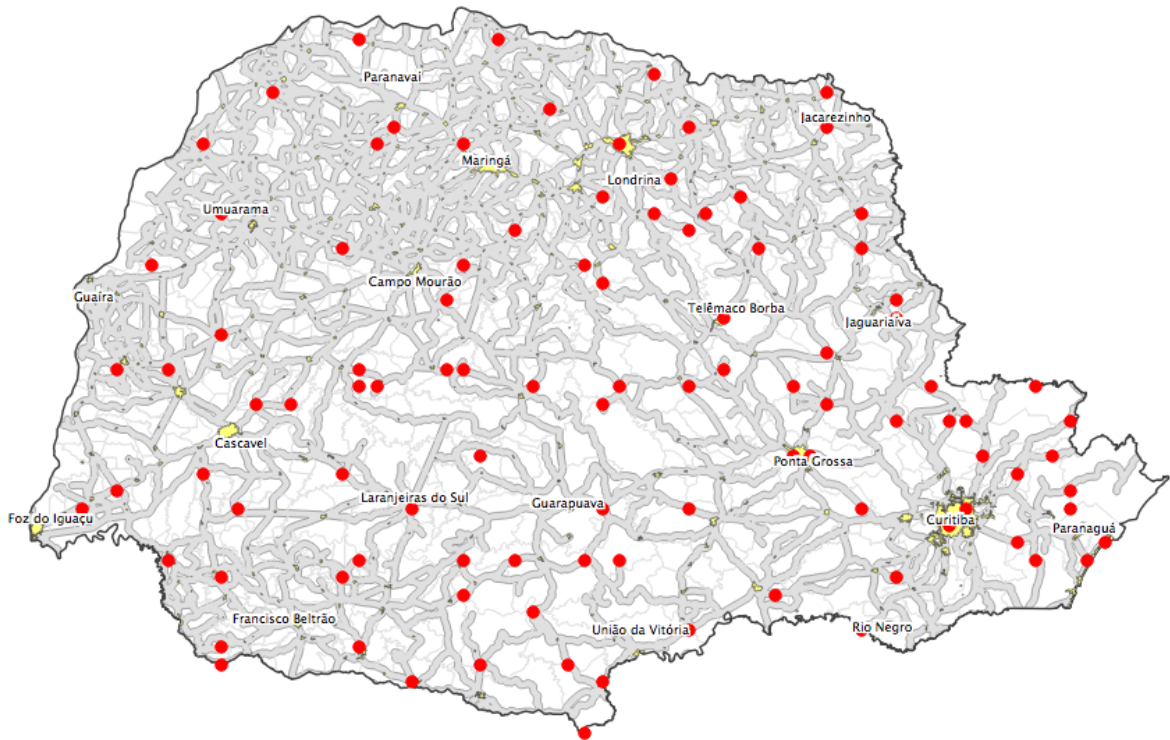 Paranavaí
Jacarezinho
Maringá
Londrina
Umuarama
Campo Mourão
Guaíra
Telêmaco Borba
Jaguariaíva
Cascavel
Ponta Grossa
Laranjeiras do Sul
Guarapuava
Foz do Iguaçu
Curitiba
Paranaguá
Francisco Beltrão
União da Vitória
Rio Negro